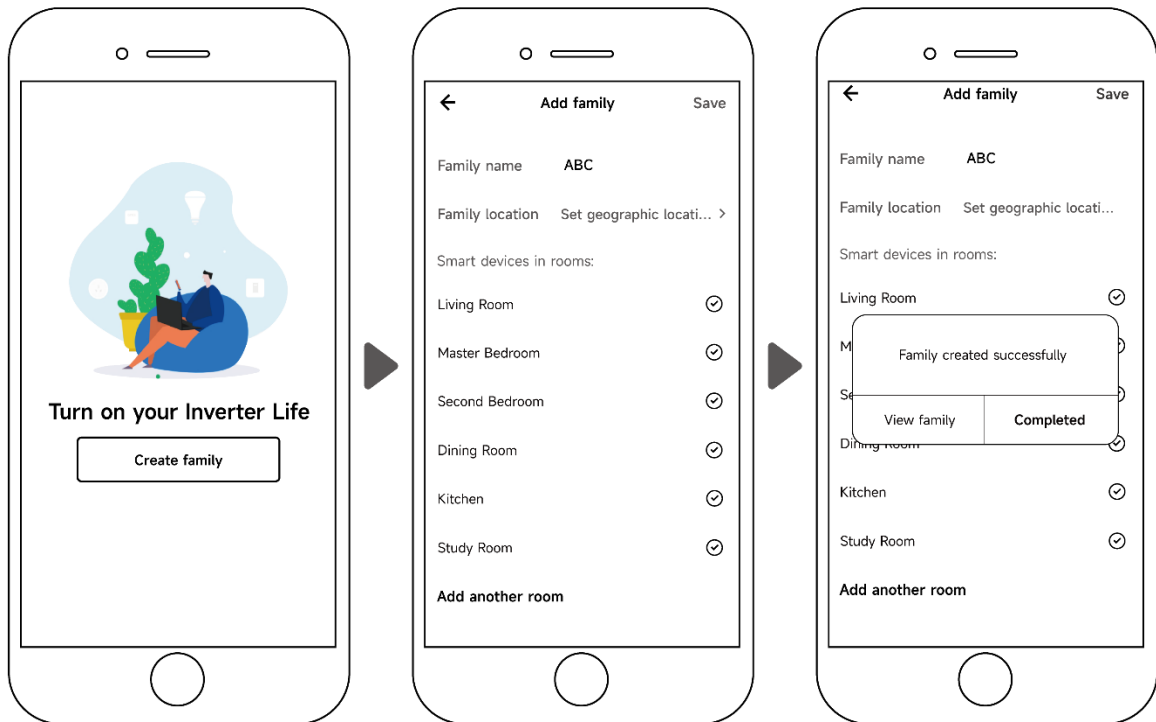 Turn on your Inverter Life
Create family
Add family
Save
Family name
ABC
Family location
Set geographic locati...
Smart devices in rooms:
Living Room
Master Bedroom
Second Bedroom
Dining Room
Kitchen
Study Room
Add another room
Add family
Save
Family name
ABC
Family location
Set geographic locati...
Smart devices in rooms:
Living Room
M
Family created successfully
Se
View family
Completed
Dining Room
Kitchen
Study Room
Add another room